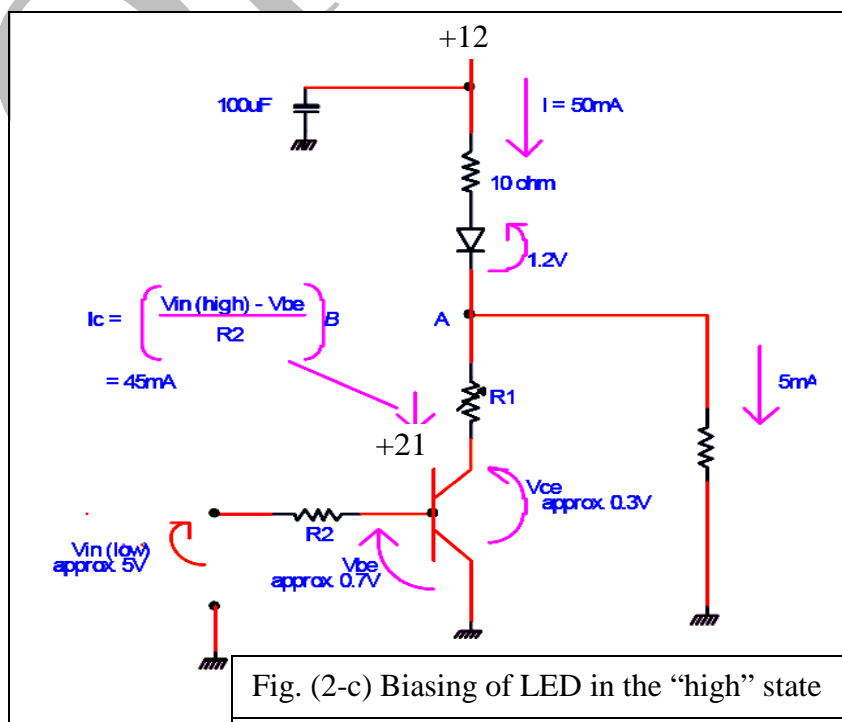 +12
100uF
I = 50mA
10 ohm
1.2V
Ic = Vin (high) - Vbe B
R2
= 45mA
A
R1
5mA
+21
Vce
approx. 0.3V
R2
Vin (low)
approx. 5V
Vbe
approx. 0.7V
Fig. (2-c) Biasing of LED in the “high” state